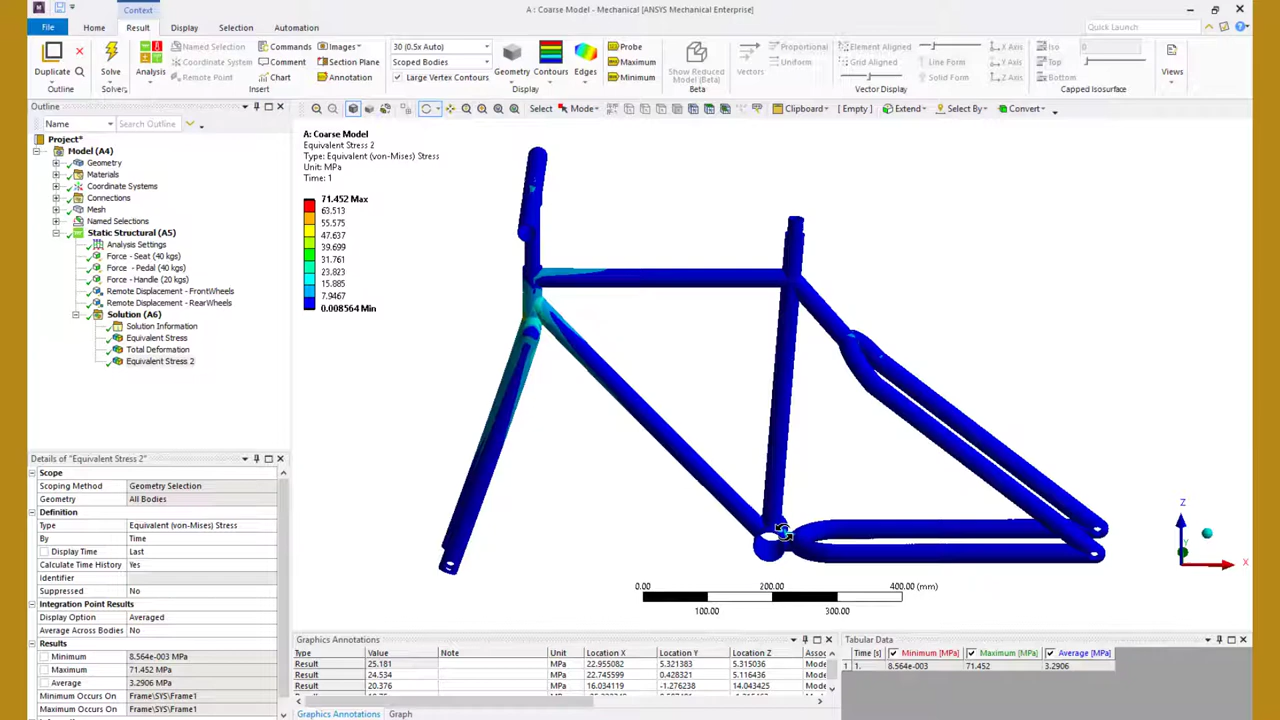 Context
A : Coarse Model - Mechanical [ANSYS Mechanical Enterprise]
File Home Result Display Selection Automation
Quick Launch
Duplicate
Outline
Solve
Solver
Analysis
Named Selection
Coordinate System
Remote Point
Commands
Comment
Chart
Images
Section Plane
Annotation
Insert
30 (0.5x Auto)
Scoped Bodies
Large Vertex Contours
Geometry
Contours
Edges
Display
Probe
Maximum
Minimum
Show Reduced
Model (Beta)
Beta
Vectors
Proportional
Uniform
Element Aligned
Grid Aligned
Line Form
Solid Form
X Axis
Y Axis
Z Axis
Vector Display
Iso
Top
Bottom
0
Capped Isosurface
Views
Outline
Name
Search Outline
Select Mode
Clipboard [ Empty ] Extend Select By Convert
Project*
Model (A4)
Geometry
Materials
Coordinate Systems
Connections
Mesh
Named Selections
Static Structural (A5)
Analysis Settings
Force - Seat (40 kgs)
Force - Pedal (40 kgs)
Force - Handle (20 kgs)
Remote Displacement - FrontWheels
Remote Displacement - RearWheels
Solution (A6)
Solution Information
Equivalent Stress
Total Deformation
Equivalent Stress 2
A: Coarse Model
Equivalent Stress 2
Type: Equivalent (von-Mises) Stress
Unit: MPa
Time: 1
71.452 Max
63.513
55.575
47.637
39.699
31.761
23.823
15.885
7.9467
0.008564 Min
0.00 200.00 400.00 (mm)
100.00 300.00
Z
Y
X
Details of "Equivalent Stress 2"
Scope
Scoping Method Geometry Selection
Geometry All Bodies
Definition
Type Equivalent (von-Mises) Stress
By Time
Display Time Last
Calculate Time History Yes
Identifier
Suppressed No
Integration Point Results
Display Option Averaged
Average Across Bodies No
Results
Minimum 8.564e-003 MPa
Maximum 71.452 MPa
Average 3.2906 MPa
Minimum Occurs On Frame\SYS\Frame1
Maximum Occurs On Frame\SYS\Frame1
Graphics Annotations
Type Value Note Unit Location X Location Y Location Z Assoc
Result 25.181 MPa 22.955082 5.321383 5.315036 Mode
Result 24.534 MPa 22.745599 0.428321 5.116436 Mode
Result 20.376 MPa 16.034119 -1.276238 14.043425 Mode
Graphics Annotations Graph
Tabular Data
Time [s] Minimum [MPa] Maximum [MPa] Average [MPa]
1 1. 8.564e-003 71.452 3.2906